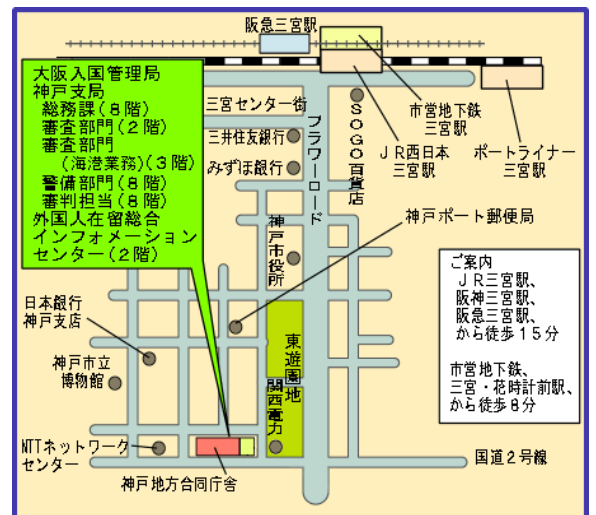 阪急三宮駅
大阪入国管理局
神戸支局
総務課(8階)
審査部門(2階)
審査部門
(海港業務)(3階)
警備部門(8階)
審判担当(8階)
外国人在留総合
インフォメーション
センター(2階)
三宮センター街
三井住友銀行
みずほ銀行
フラワーロード
SOGO百貨店
JR西日本
三宮駅
市営地下鉄
三宮駅
ポートライナー
三宮駅
神戸市役所
神戸ポート郵便局
日本銀行
神戸支店
神戸市立
博物館
東遊園地
関西電力
NTTネットワーク
センター
神戸地方合同庁舎
国道2号線
ご案内
JR三宮駅、
阪神三宮駅、
阪急三宮駅、
から徒歩15分
市営地下鉄、
三宮・花時計前駅、
から徒歩8分